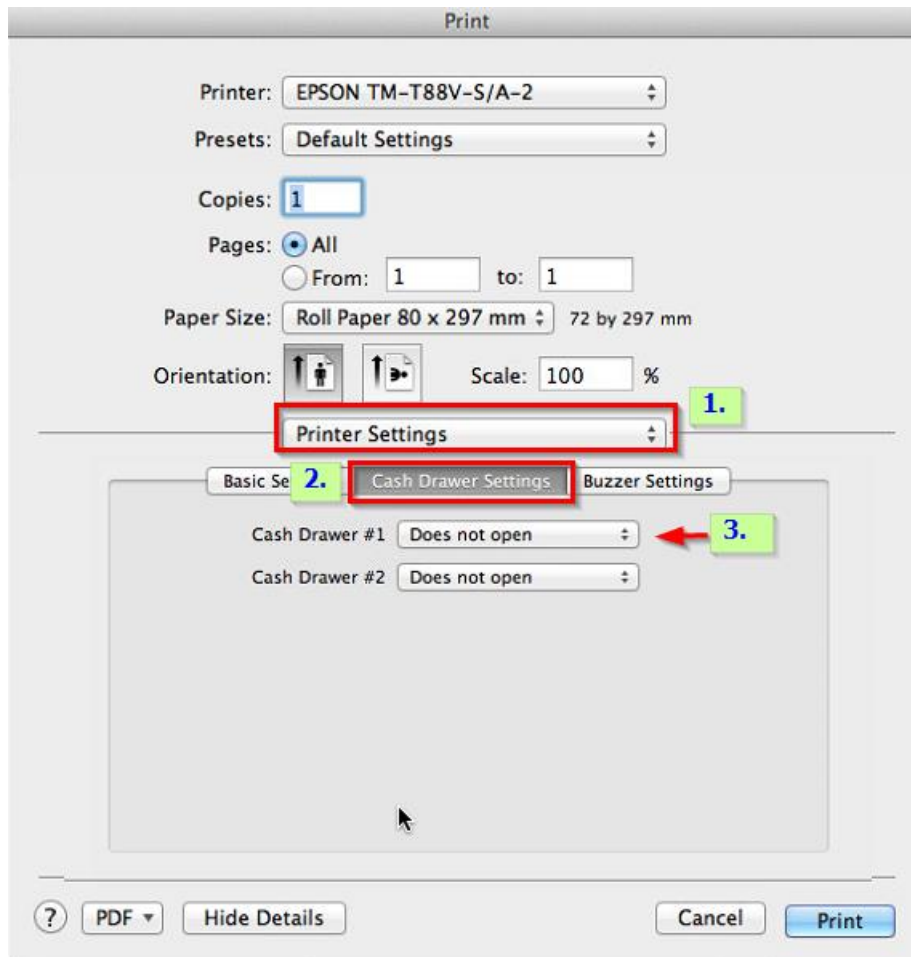 Print
Printer: EPSON TM-T88V-S/A-2
Presets: Default Settings
Copies: 1
Pages: All
From: 1 to: 1
Paper Size: Roll Paper 80 x 297 mm 72 by 297 mm
Orientation: Scale: 100 %
1.
Printer Settings
Basic Se 2. Cash Drawer Settings Buzzer Settings
Cash Drawer #1 Does not open 3.
Cash Drawer #2 Does not open
? PDF Hide Details Cancel Print